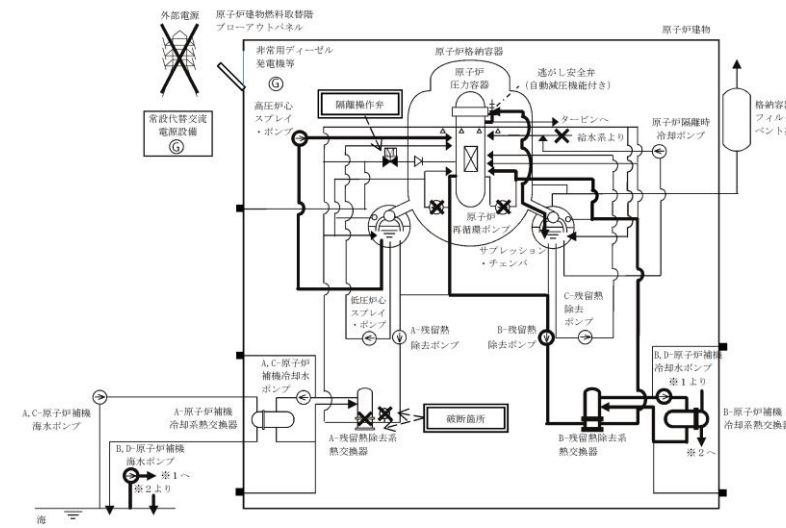 外部電源
原子炉建物燃料取替階
ブローアウトパネル
原子炉建物
非常用ディーゼル
発電機等
G
原子炉格納容器
原子炉
圧力容器
逃がし安全弁
(自動減圧機能付き)
隔離操作弁
高圧炉心
スプレイ
・ポンプ
常設代替交流
電源設備
G
タービンへ
給水系より
原子炉隔離時
冷却ポンプ
格納容器
フィル
ベント
原子炉
再循環ポンプ
サプレッション
・チェンバ
低圧炉心
スプレイ
・ポンプ
A-残留熱
除去ポンプ
B-残留熱
除去ポンプ
C-残留熱
除去
ポンプ
A,C-原子炉
補機冷却水
ポンプ
B,D-原子炉補機
冷却水ポンプ
※1より
A,C-原子炉補機
海水ポンプ
A-原子炉補機
冷却系熱交換器
破断箇所
B-原子炉補機
冷却系熱交換器
※2へ
A-残留熱除去系
熱交換器
B-残留熱除去系
熱交換器
B,D-原子炉補機
海水ポンプ
※1へ
※2より
海